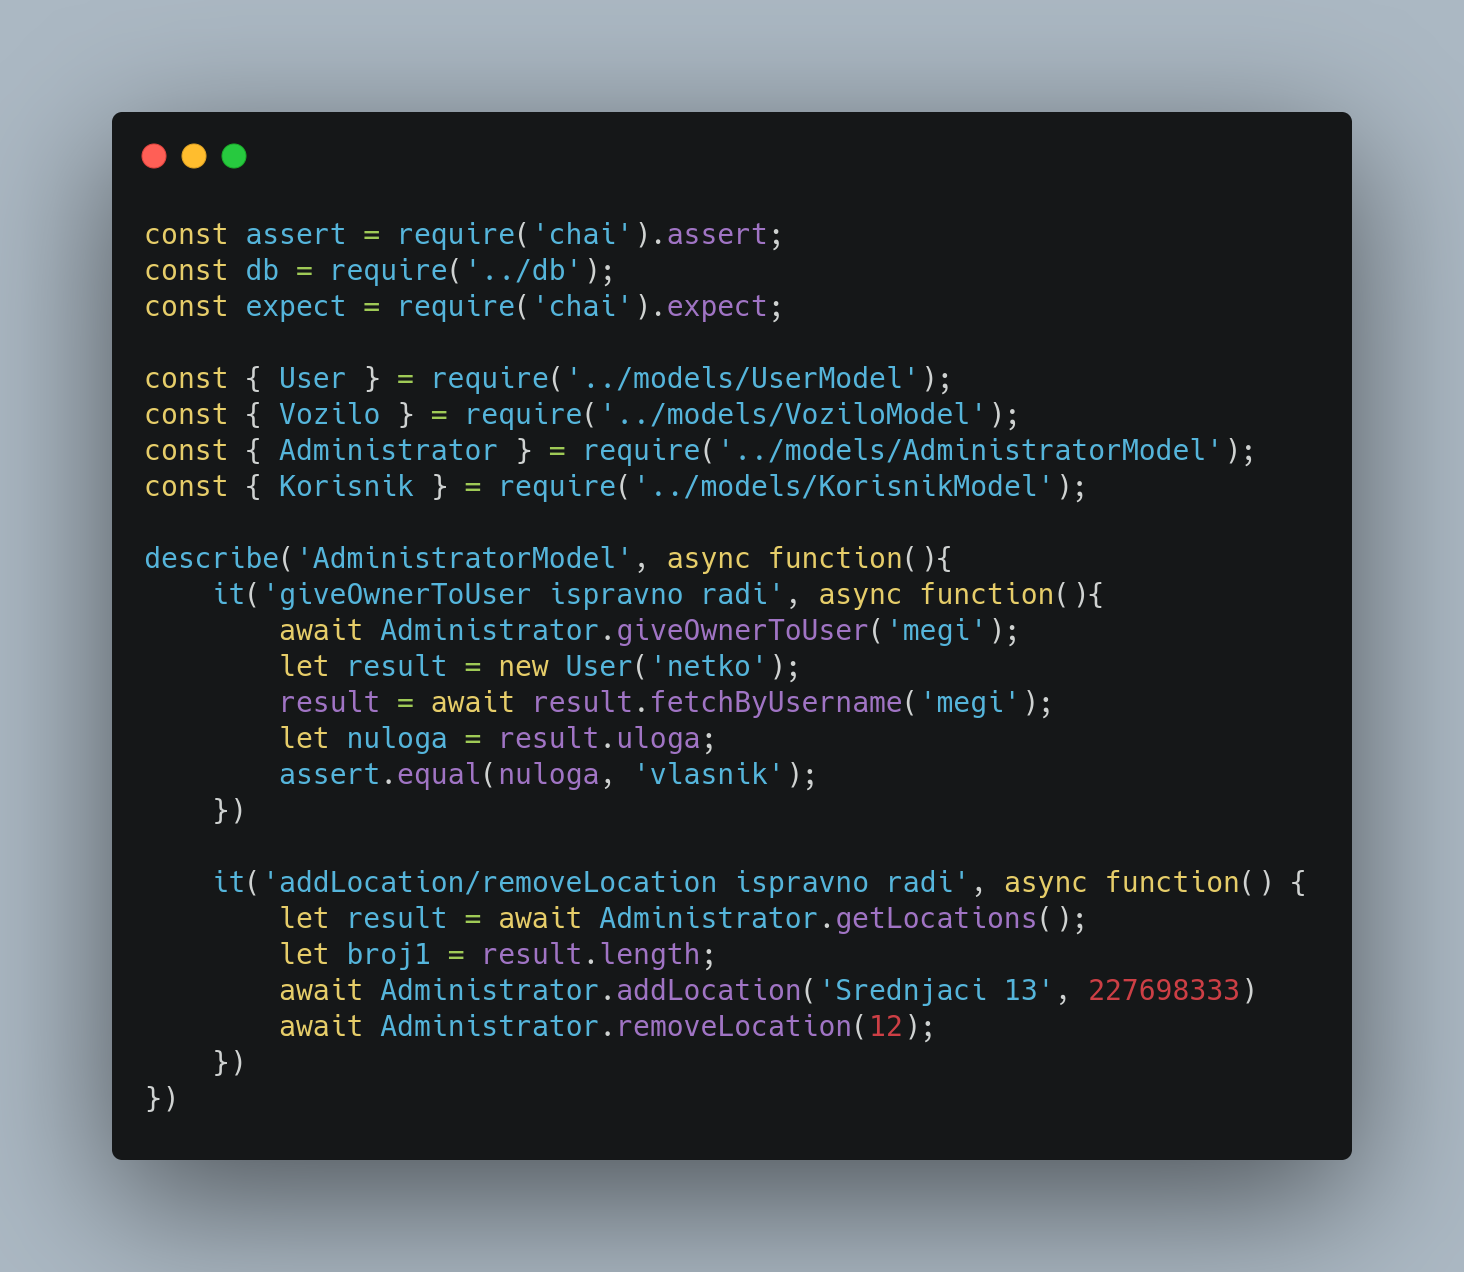 const assert = require('chai').assert;
const db = require('../db');
const expect = require('chai').expect;

const { User } = require('../models/UserModel');
const { Vozilo } = require('../models/VoziloModel');
const { Administrator } = require('../models/AdministratorModel');
const { Korisnik } = require('../models/KorisnikModel');

describe('AdministratorModel', async function(){
    it('giveOwnerToUser ispravno radi', async function(){
        await Administrator.giveOwnerToUser('megi');
        let result = new User('netko');
        result = await result.fetchByUsername('megi');
        let nuloga = result.uloga;
        assert.equal(nuloga, 'vlasnik');
    })

    it('addLocation/removeLocation ispravno radi', async function() {
        let result = await Administrator.getLocations();
        let broj1 = result.length;
        await Administrator.addLocation('Srednjaci 13', 227698333)
        await Administrator.removeLocation(12);
    })
})